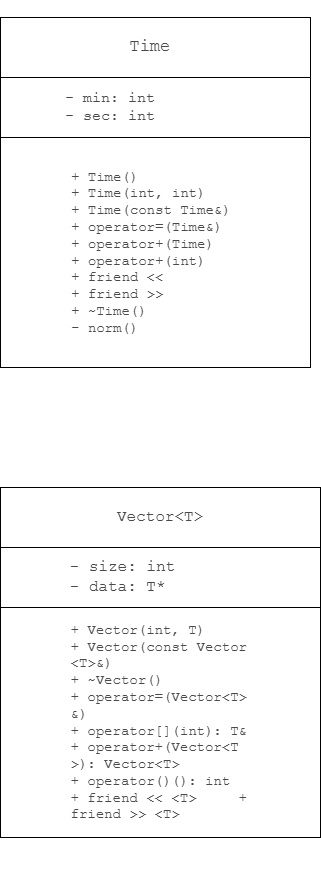 Time
- min: int
- sec: int
+ Time()
+ Time(int, int)
+ Time(const Time&)
+ operator=(Time&)
+ operator+(Time)
+ operator+(int)
+ friend <<
+ friend >>
+ ~Time()
- norm()
Vector<T>
- size: int
- data: T*
+ Vector(int, T)
+ Vector(const Vector
<T>&)
+ ~Vector()
+ operator=(Vector<T>
&)
+ operator[](int): T&
+ operator+(Vector<T
>): Vector<T>
+ operator()(): int
+ friend << <T>     +
friend >> <T>